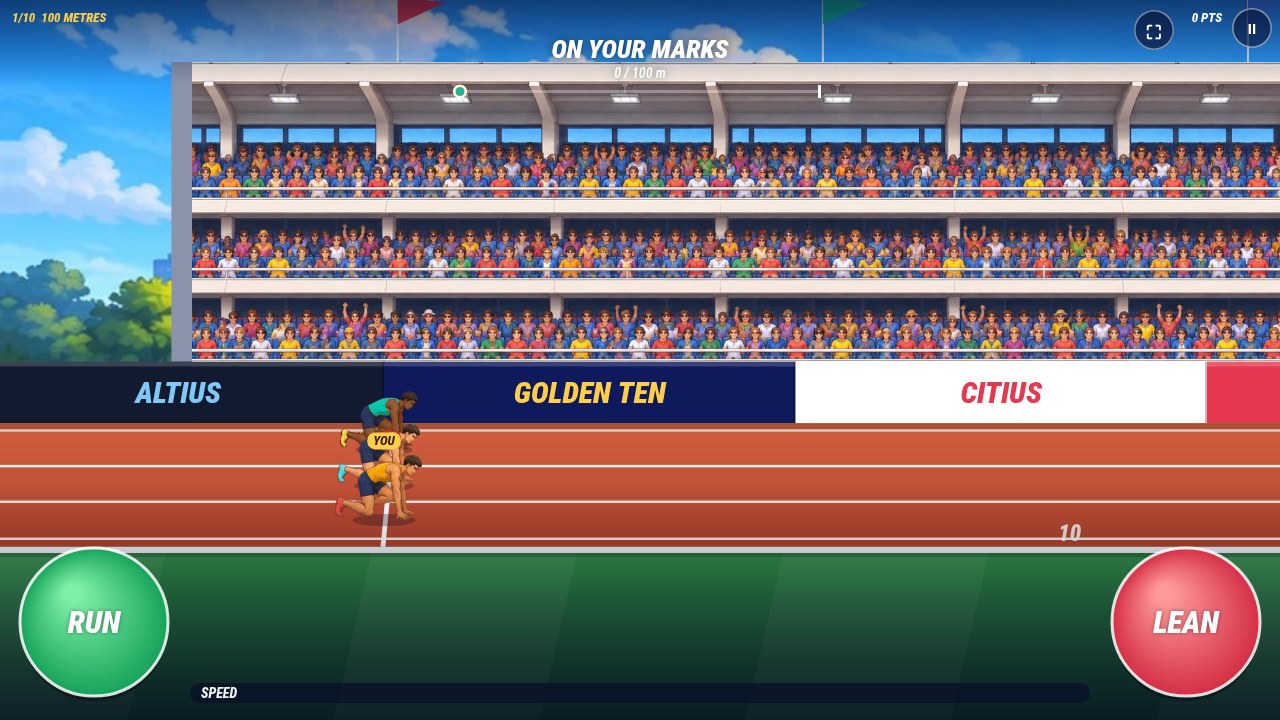 1/10 100 METRES
0 PTS
ON YOUR MARKS
0 / 100 m
ALTIUS
GOLDEN TEN
CITIUS
YOU
10
RUN
LEAN
SPEED